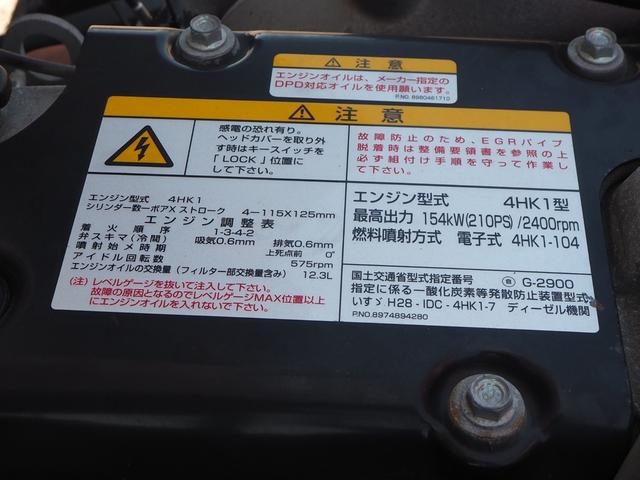 ⚠ 注意
エンジンオイルは、メーカー指定の
DPD対応オイルを使用願います。
P.NO. 8980461710
⚠ 注意
感電の恐れ有り。
ヘッドカバーを取り外
す時はキースイッチを
「LOCK」位置に
して下さい。
故障防止のため、EGRパイプ
脱着時は整備要領書を参照の上
必ず組付け手順を守って作業し
て下さい。
エンジン型式 4HK1
シリンダ数ーボアXストローク 4-115X125mm
エンジン調整表
着火順序 1-3-4-2
弁スキマ(冷間) 吸気0.6mm 排気0.6mm
噴射始め時期 上死点前 0°
アイドル回転数 575rpm
エンジンオイルの交換量(フィルター部交換量含み) 12.3L
(注)レベルゲージを抜いて注入して下さい。
故障の原因となるのでレベルゲージMAX位置以上
にエンジンオイルを入れないで下さい。
エンジン型式 4HK1型
最高出力 154kW(210PS)/2400rpm
燃料噴射方式 電子式 4HK1-104
国土交通省型式指定番号 G-2900
指定に係る一酸化炭素等発散防止装置型式
いすゞ H28-IDC-4HK1-7 ディーゼル機関
P.NO.8974894280